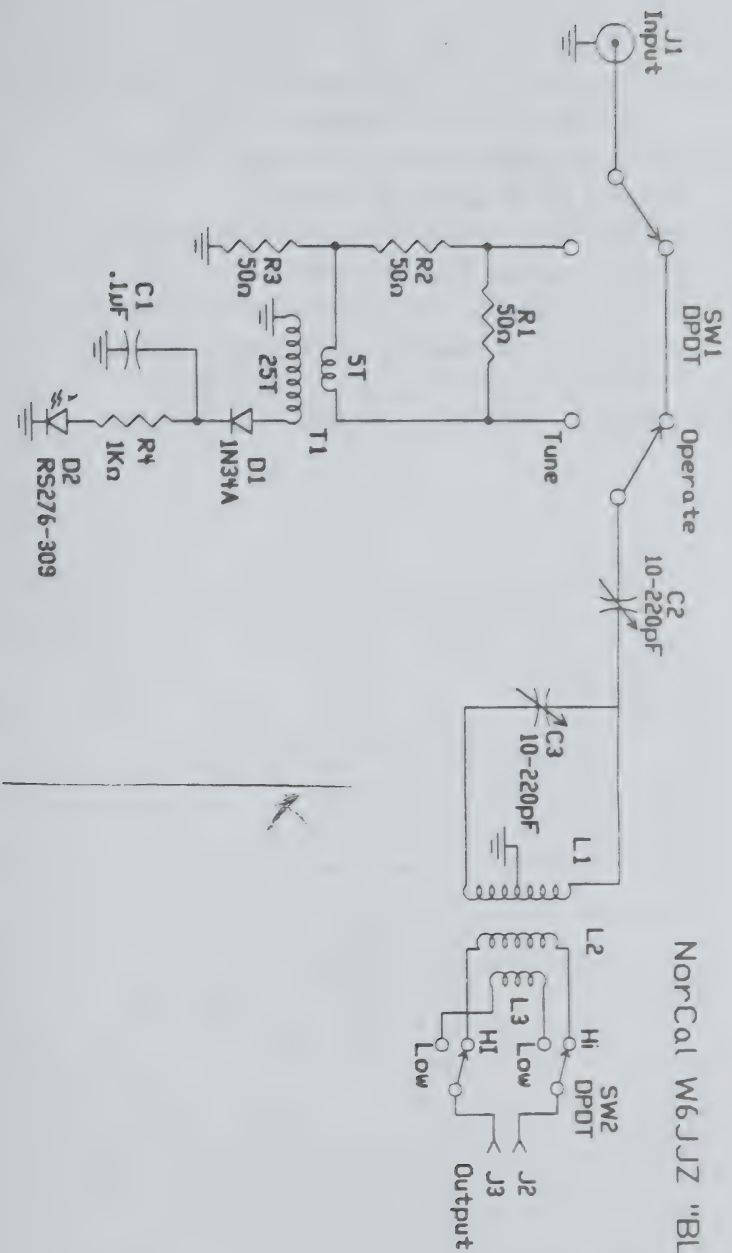 NorCal W6JJZ "BL
J1
Input
SW1
DPDT
Operate
Tune
C2
10-220pF
C3
10-220pF
L1
L2
L3
Hi
Low
HI
Low
SW2
DPDT
J2
J3
Output
R1
50Ω
R2
50Ω
R3
50Ω
5T
25T
T1
D1
1N34A
C1
.1µF
R4
1KΩ
D2
RS276-309